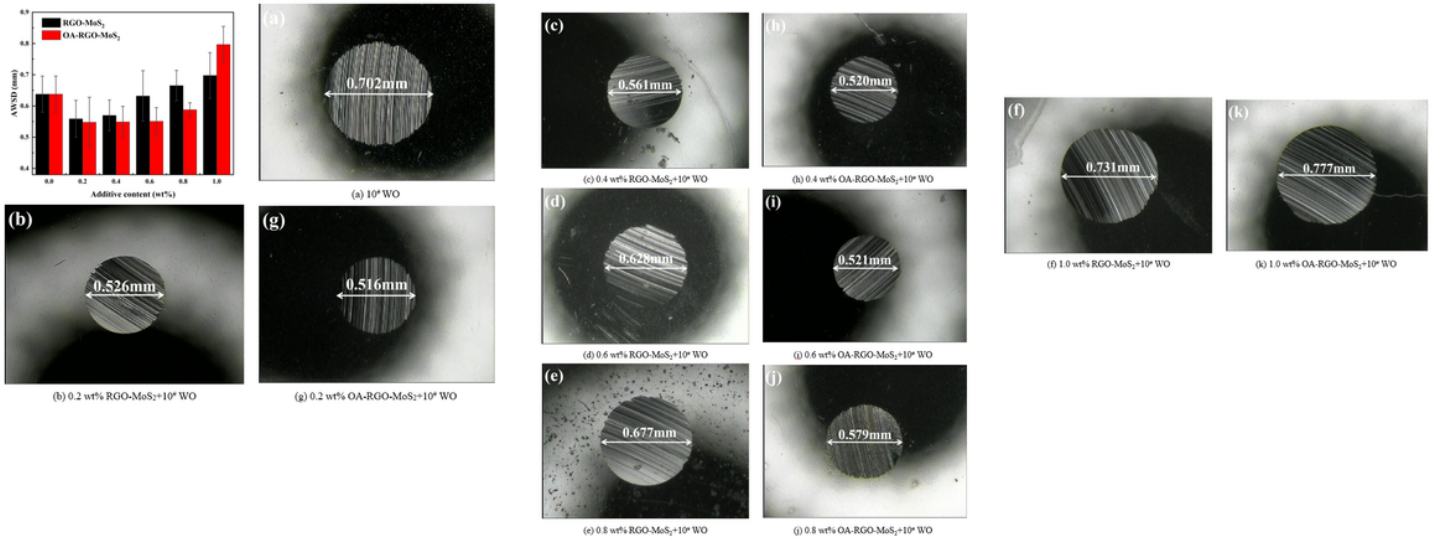 0.9
0.8
0.7
0.6
0.5
0.4
AWSD (mm)
RGO-MoS₂
OA-RGO-MoS₂
0.0 0.2 0.4 0.6 0.8 1.0
Additive content (wt%)
(a)
0.702mm
(a) 10# WO
(b)
0.526mm
(b) 0.2 wt% RGO-MoS₂+10# WO
(g)
0.516mm
(g) 0.2 wt% OA-RGO-MoS₂+10# WO
(c)
0.561mm
(c) 0.4 wt% RGO-MoS₂+10# WO
(h)
0.520mm
(h) 0.4 wt% OA-RGO-MoS₂+10# WO
(d)
0.628mm
(d) 0.6 wt% RGO-MoS₂+10# WO
(i)
0.521mm
(i) 0.6 wt% OA-RGO-MoS₂+10# WO
(e)
0.677mm
(e) 0.8 wt% RGO-MoS₂+10# WO
(j)
0.579mm
(j) 0.8 wt% OA-RGO-MoS₂+10# WO
(f)
0.731mm
(f) 1.0 wt% RGO-MoS₂+10# WO
(k)
0.777mm
(k) 1.0 wt% OA-RGO-MoS₂+10# WO